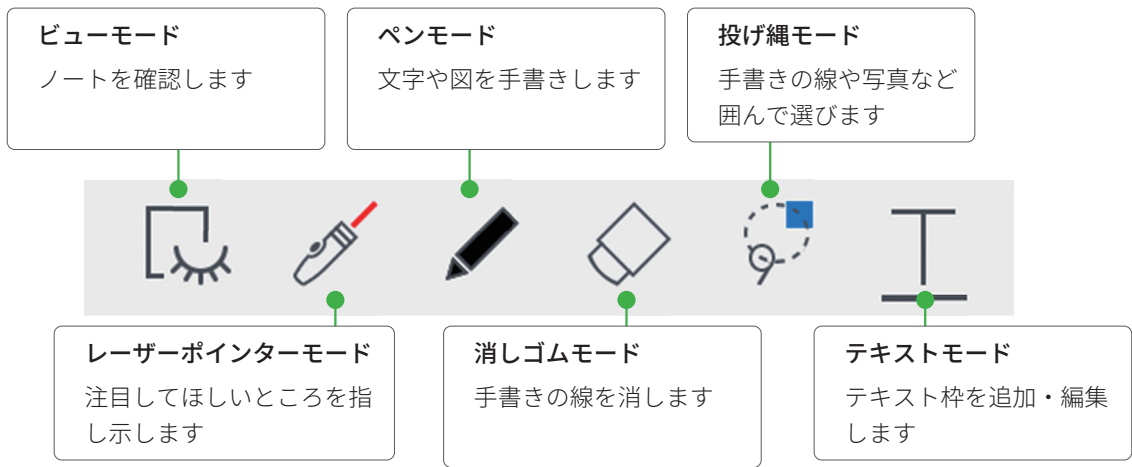 ビューモード
ノートを確認します
ペンモード
文字や図を手書きします
投げ縄モード
手書きの線や写真など
囲んで選びます
レーザーポインターモード
注目してほしいところを指
し示します
消しゴムモード
手書きの線を消します
テキストモード
テキスト枠を追加・編集
します